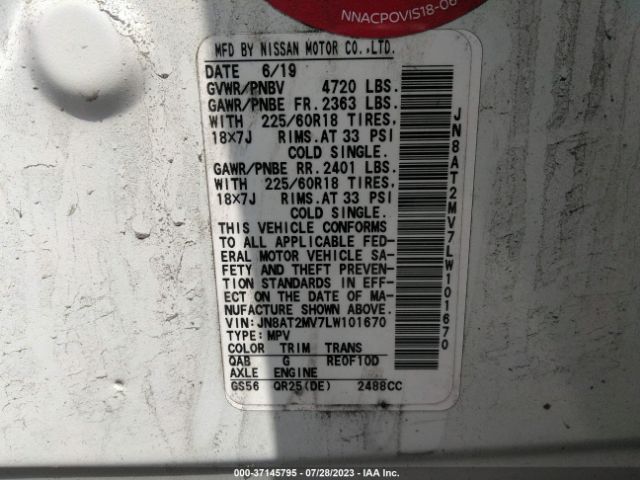 NNACPOVIS18-06
MFD BY NISSAN MOTOR CO.,LTD.
DATE 6/19
GVWR/PNBV 4720 LBS.
GAWR/PNBE FR.2363 LBS.
WITH 225/60R18 TIRES,
18×7J RIMS.AT 33 PSI
COLD SINGLE.
GAWR/PNBE RR.2401 LBS.
WITH 225/60R18 TIRES,
18×7J RIMS.AT 33 PSI
COLD SINGLE.
THIS VEHICLE CONFORMS
TO ALL APPLICABLE FED-
ERAL MOTOR VEHICLE SA-
FETY AND THEFT PREVEN-
TION STANDARDS IN EFF-
ECT ON THE DATE OF MA-
NUFACTURE SHOWN ABOVE.
VIN: JN8AT2MV7LW101670
TYPE: MPV
COLOR TRIM TRANS
QAB G RE0F10D
AXLE ENGINE
GS56 QR25(DE) 2488CC
JN8AT2MV7LW101670
000-37145795 - 07/28/2023 - IAA Inc.